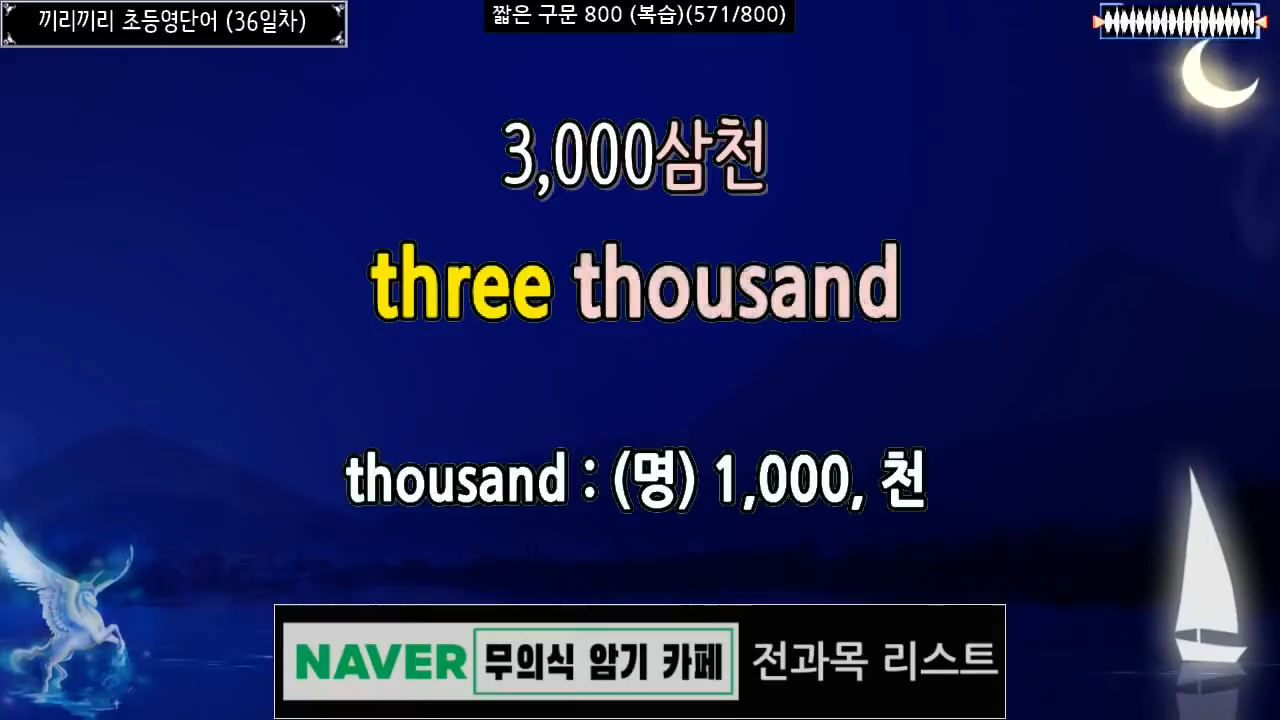 끼리끼리 초등영단어 (36일차)
짧은 구문 800 (복습)(571/800)
3,000삼천
three thousand
thousand : (명) 1,000, 천
NAVER 무의식 암기 카페 전과목 리스트